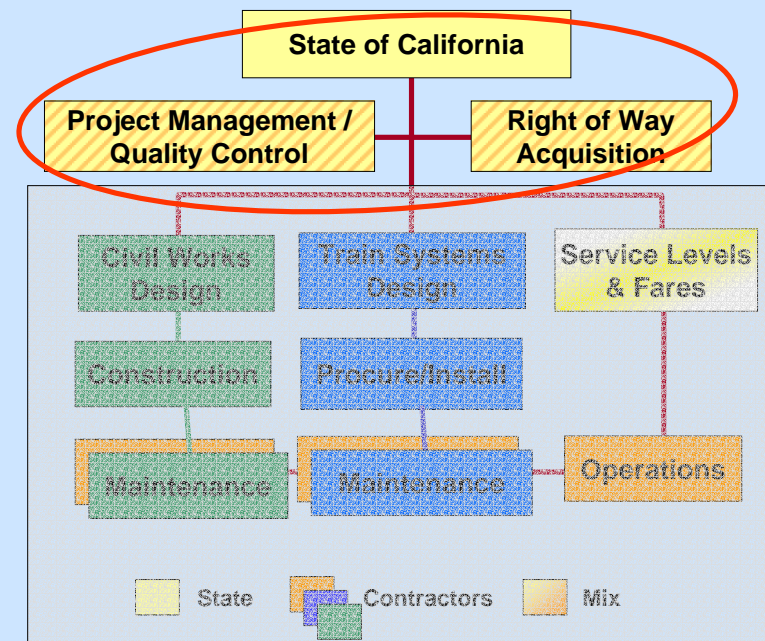 State of California
Project Management /
Quality Control
Right of Way
Acquisition
Civil Works
Design
Train Systems
Design
Service Levels
& Fares
Construction
Procure/Install
Maintenance
Maintenance
Operations
State
Contractors
Mix